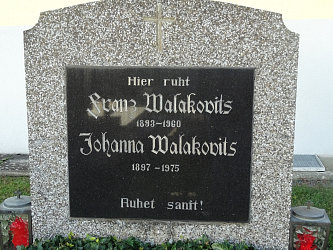 Hier ruht
Franz Walakovits
1893-1960
Johanna Walakovits
1897-1975
Ruhet sanft!